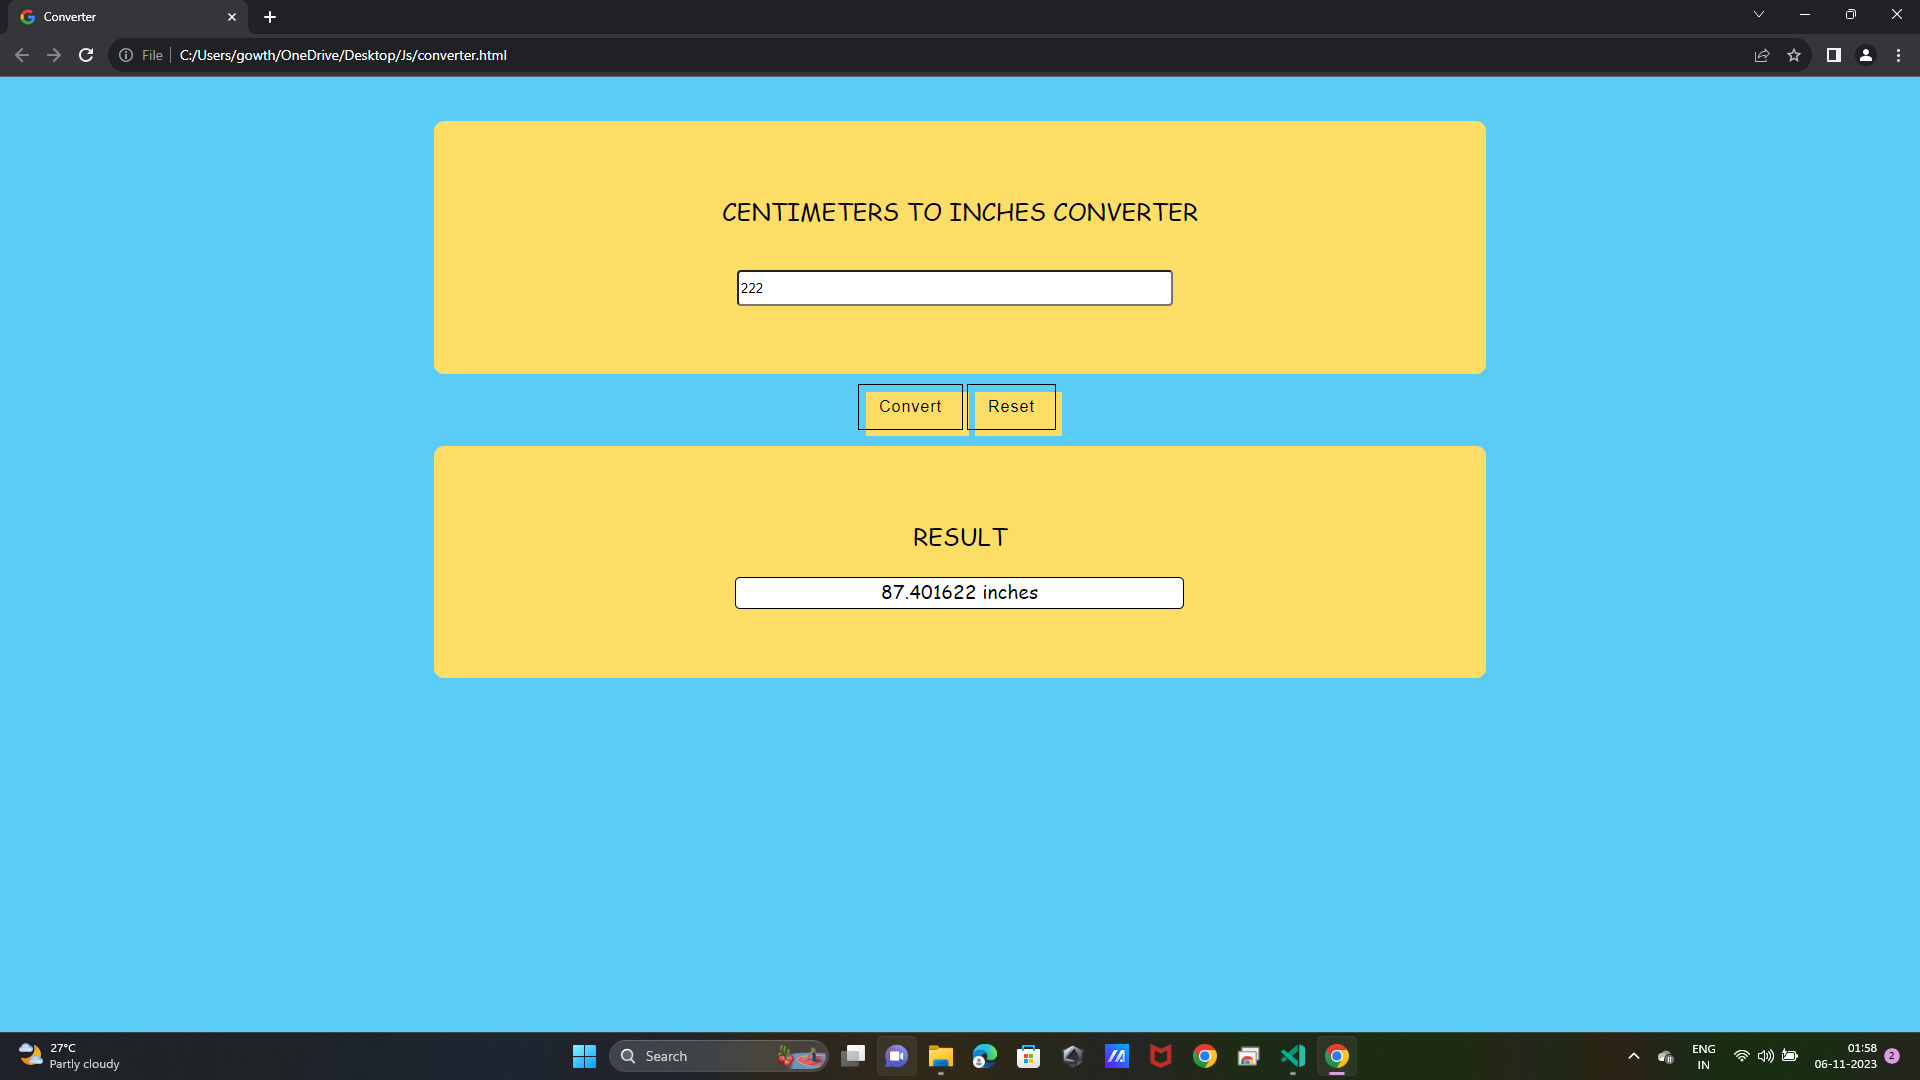 Converter
File
C:/Users/gowth/OneDrive/Desktop/Js/converter.html
CENTIMETERS TO INCHES CONVERTER
222
Convert
Reset
RESULT
87.401622 inches
27°C
Partly cloudy
Search
ENG
IN
01:58
06-11-2023
2